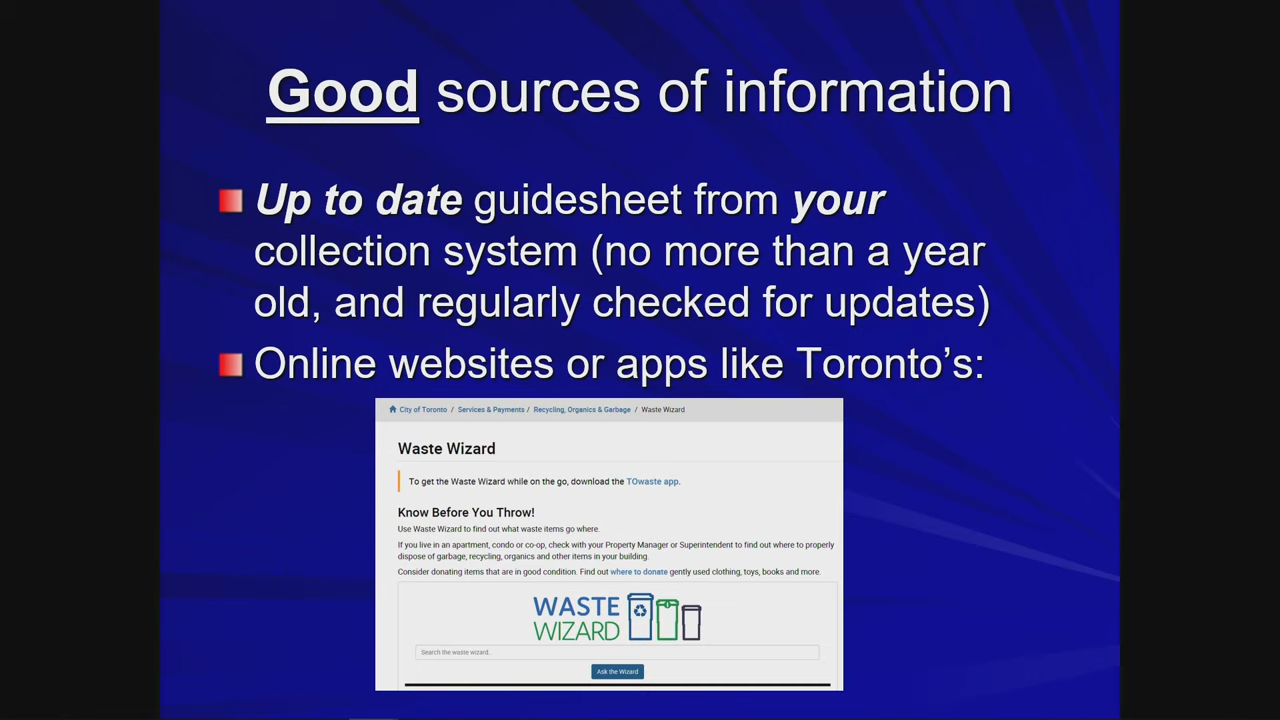 Good sources of information
Up to date guidesheet from your
collection system (no more than a year
old, and regularly checked for updates)
Online websites or apps like Toronto’s:
City of Toronto / Services & Payments / Recycling, Organics & Garbage / Waste Wizard
Waste Wizard
To get the Waste Wizard while on the go, download the TOwaste app.
Know Before You Throw!
Use Waste Wizard to find out what waste items go where.
If you live in an apartment, condo or co-op, check with your Property Manager or Superintendent to find out where to properly
dispose of garbage, recycling, organics and other items in your building.
Consider donating items that are in good condition. Find out where to donate gently used clothing, toys, books and more.
WASTE
WIZARD
Search the waste wizard..
Ask the Wizard